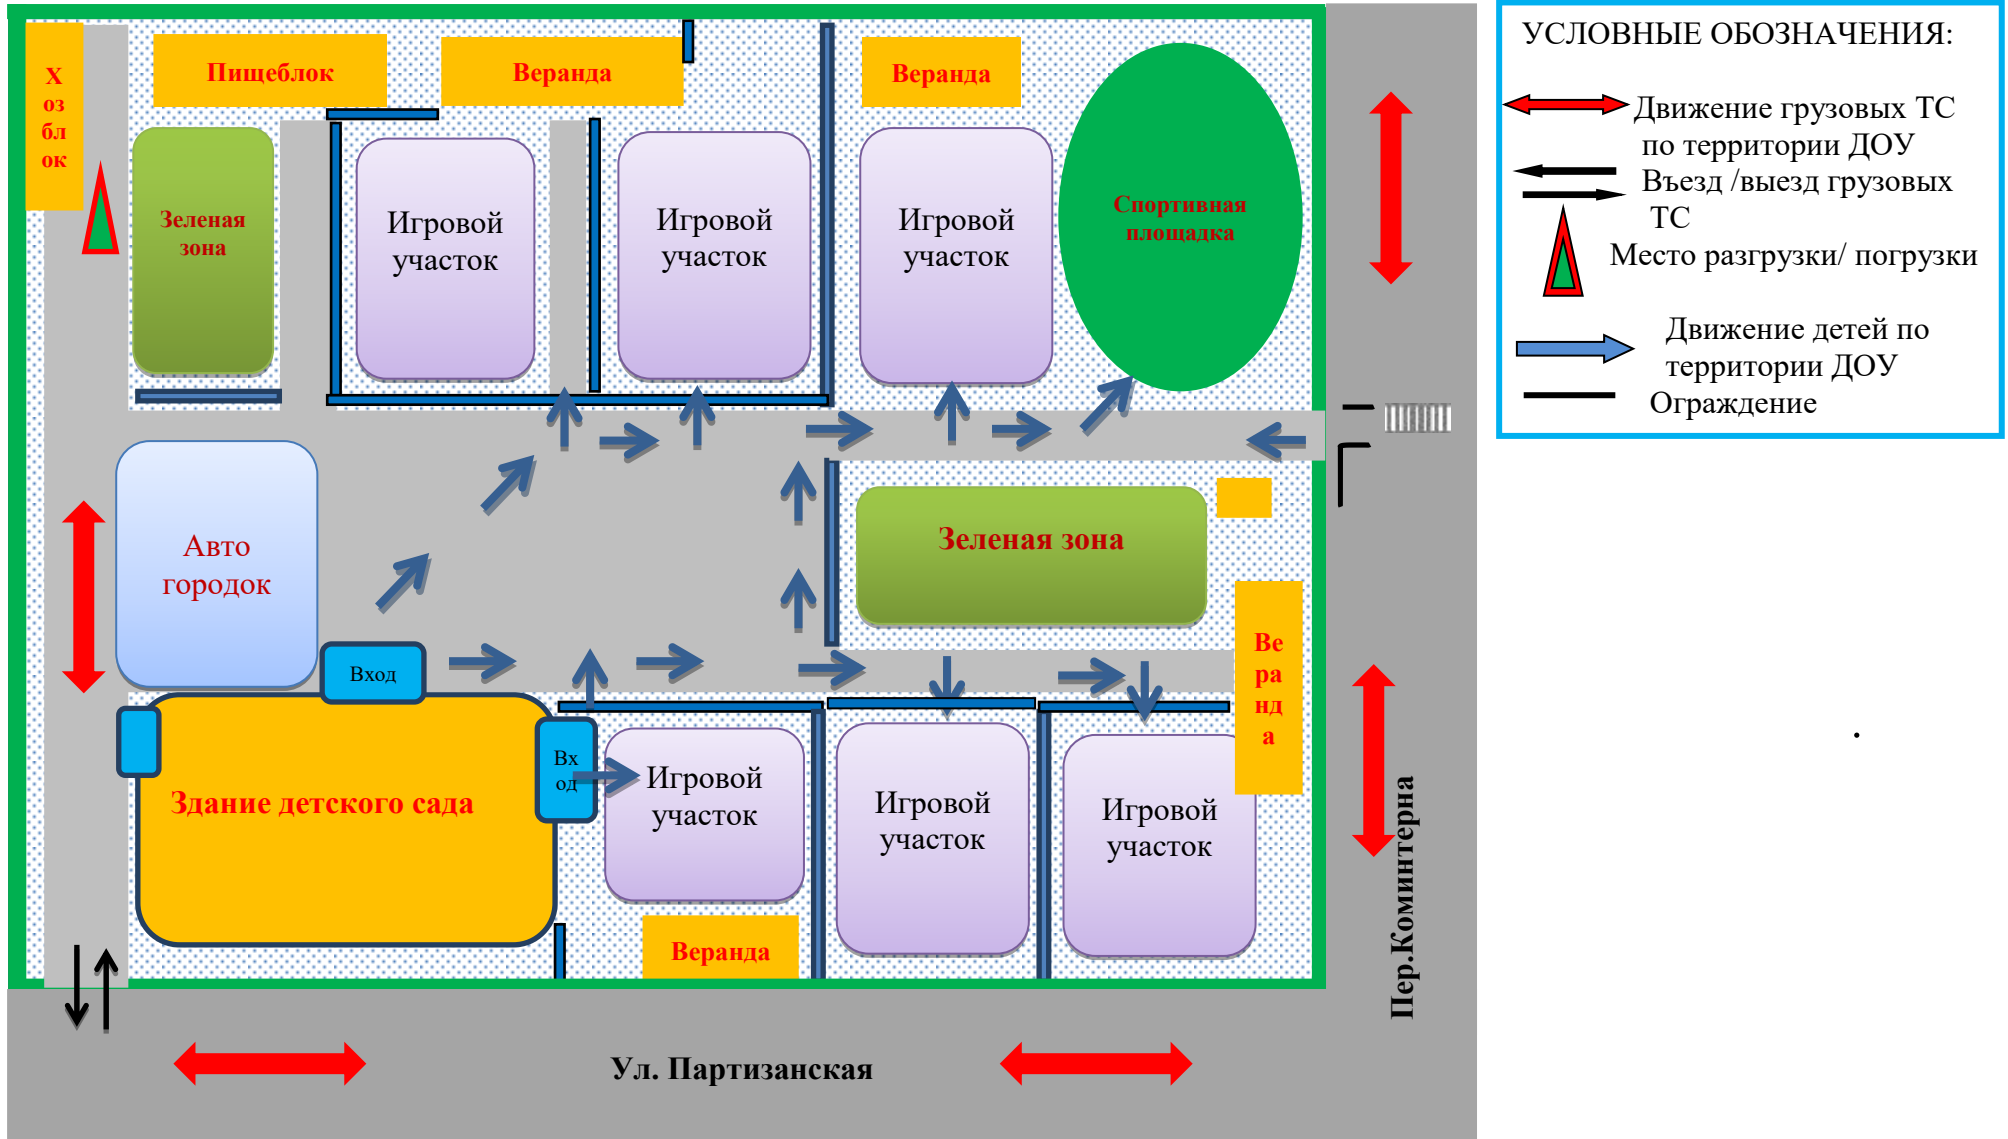 Х
оз
бл
ок
Пищеблок
Веранда
Веранда
Зеленая
зона
Игровой
участок
Игровой
участок
Игровой
участок
Спортивная
площадка
Авто
городок
Зеленая зона
Вход
Ве
ра
нд
а
Вх
од
Здание детского сада
Игровой
участок
Игровой
участок
Игровой
участок
Веранда
Пер.Коминтерна
Ул. Партизанская
УСЛОВНЫЕ ОБОЗНАЧЕНИЯ:
Движение грузовых ТС
по территории ДОУ
Въезд /выезд грузовых
ТС
Место разгрузки/ погрузки
Движение детей по
территории ДОУ
Ограждение
.